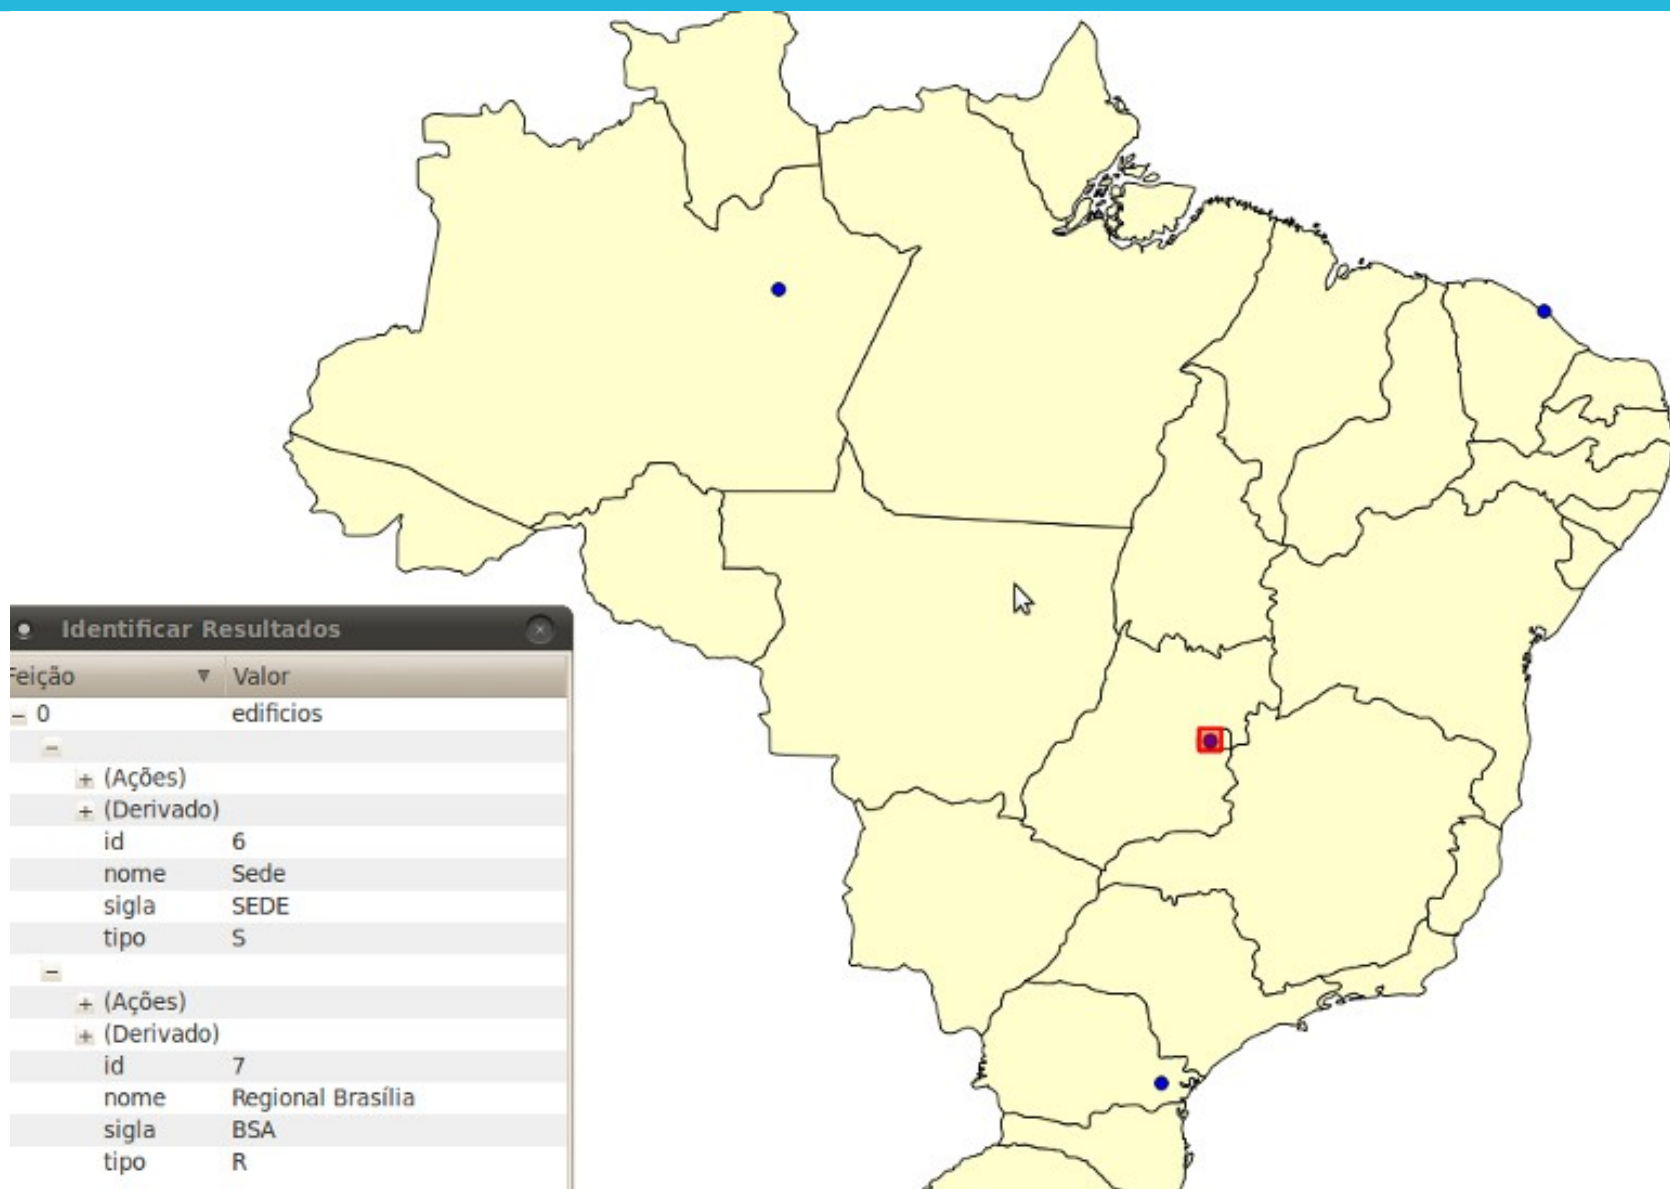 Identificar Resultados
Feição Valor
0 edificios
(Ações)
(Derivado)
id 6
nome Sede
sigla SEDE
tipo S
(Ações)
(Derivado)
id 7
nome Regional Brasília
sigla BSA
tipo R